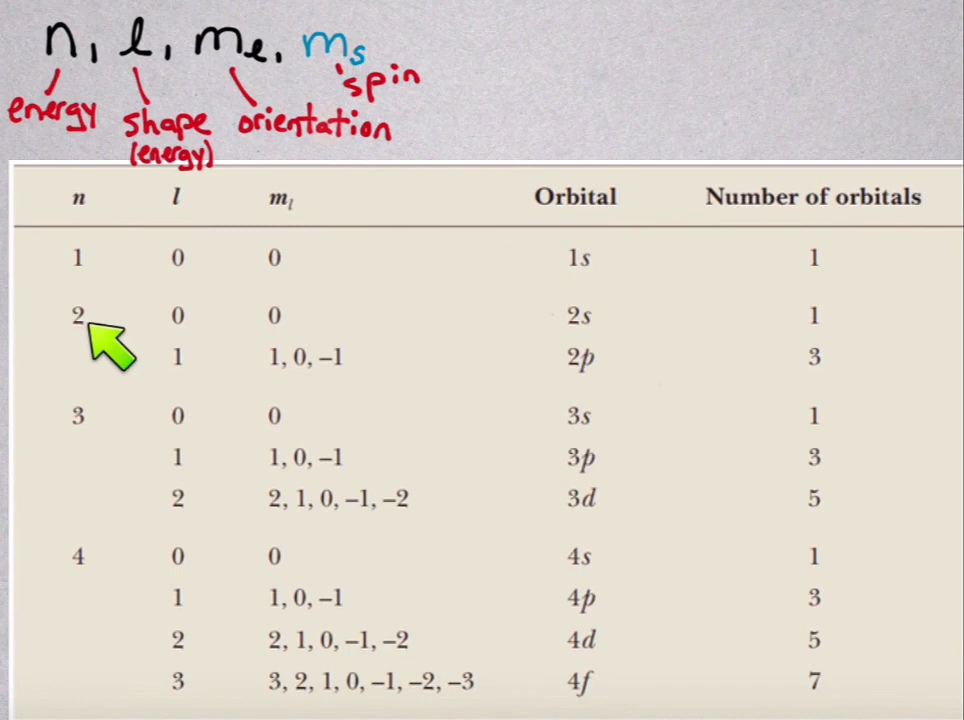 n, l, mℓ, ms
energy shape orientation spin
(energy)
n l ml Orbital Number of orbitals
1 0 0 1s 1
2 0 0 2s 1
1 1, 0, –1 2p 3
3 0 0 3s 1
1 1, 0, –1 3p 3
2 2, 1, 0, –1, –2 3d 5
4 0 0 4s 1
1 1, 0, –1 4p 3
2 2, 1, 0, –1, –2 4d 5
3 3, 2, 1, 0, –1, –2, –3 4f 7